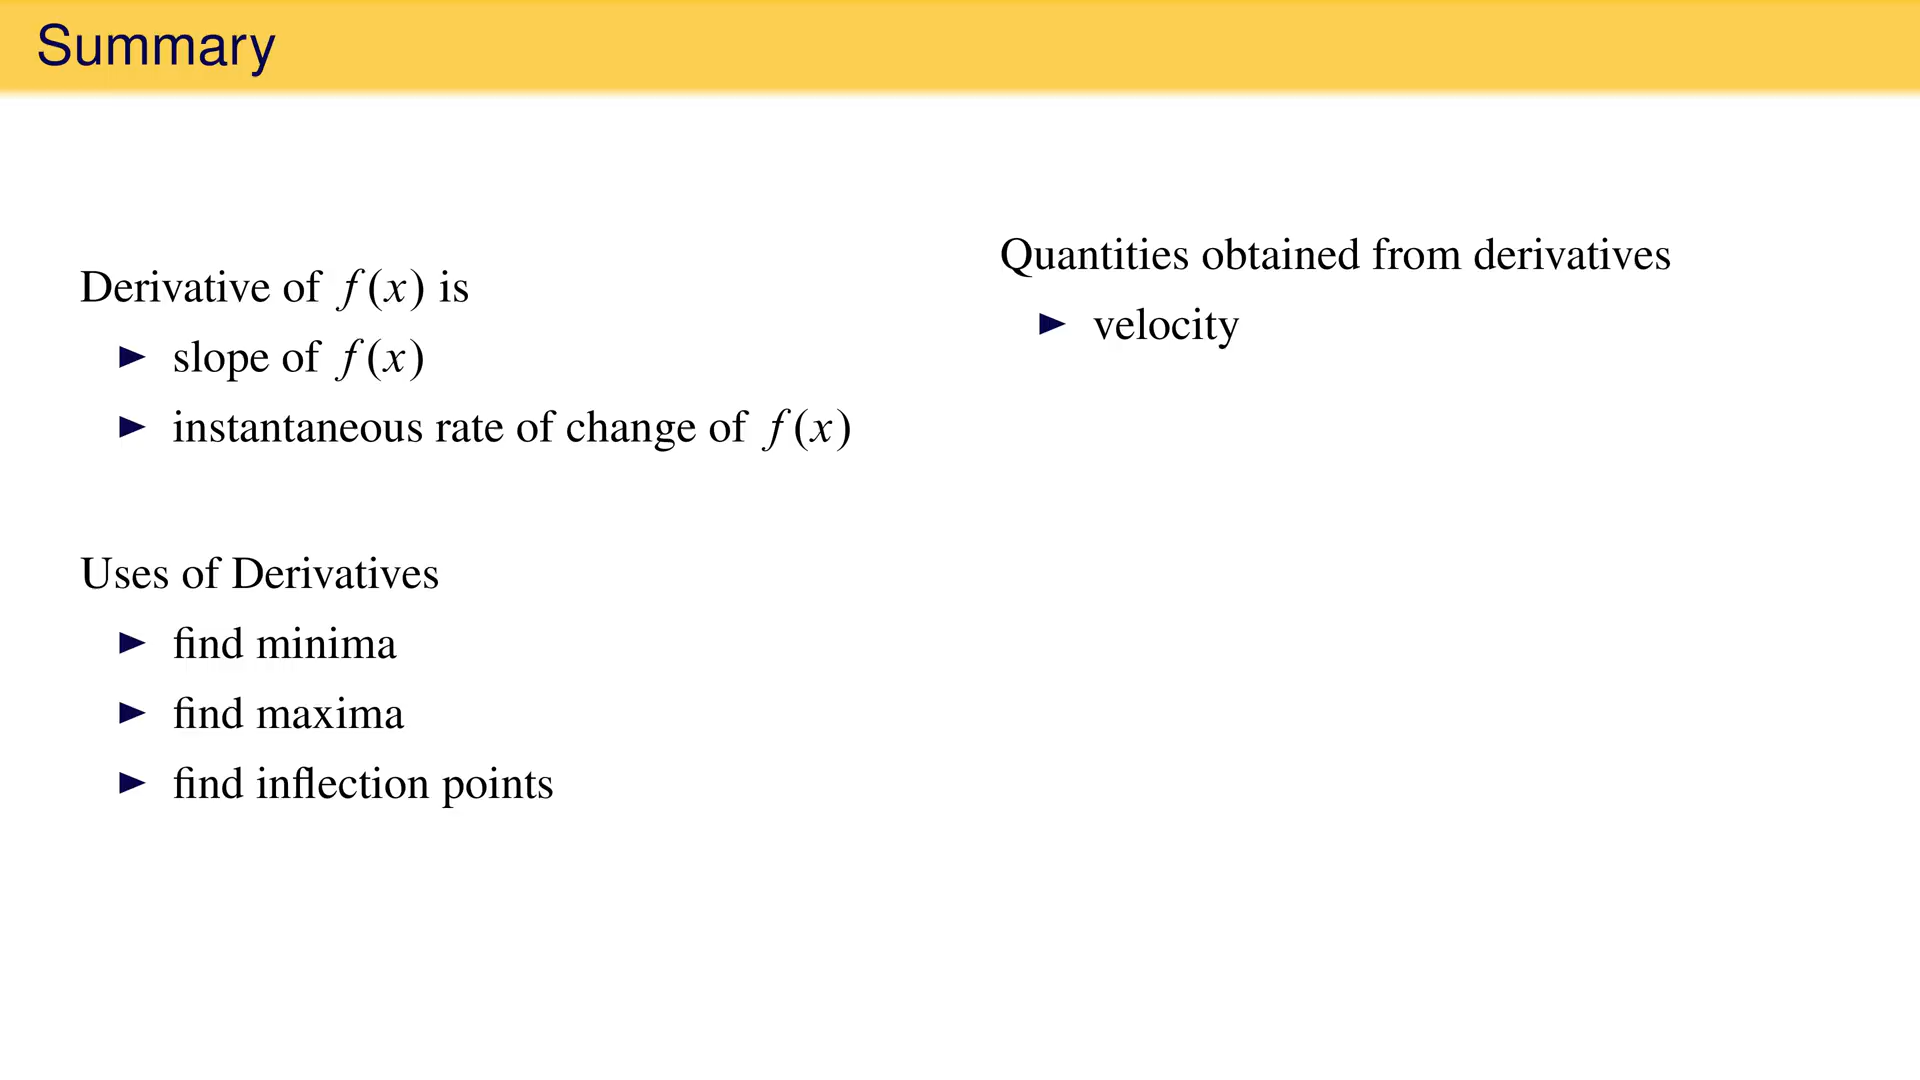 Summary
Derivative of f(x) is
▶ slope of f(x)
▶ instantaneous rate of change of f(x)
Uses of Derivatives
▶ find minima
▶ find maxima
▶ find inflection points
Quantities obtained from derivatives
▶ velocity